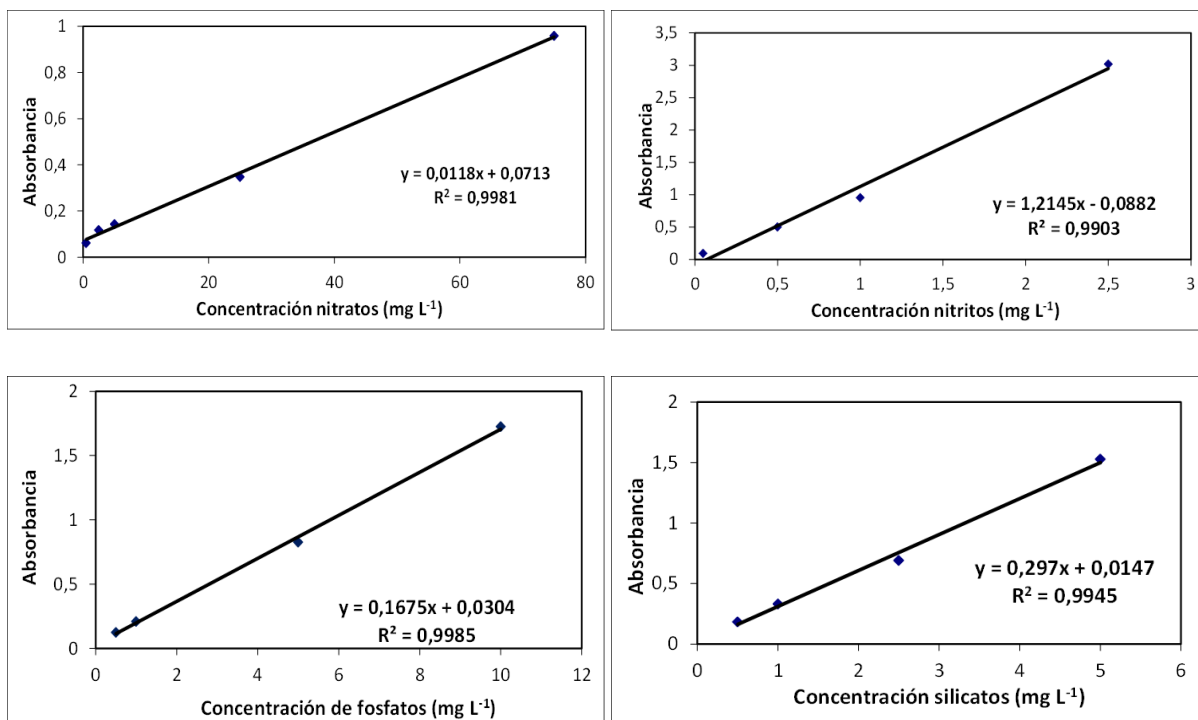 1
0,8
0,6
0,4
0,2
0
0 20 40 60 80
Absorbancia
y = 0,0118x + 0,0713
R² = 0,9981
Concentración nitratos (mg L⁻¹)
3,5
3
2,5
2
1,5
1
0,5
0
0 0,5 1 1,5 2 2,5 3
Absorbancia
y = 1,2145x - 0,0882
R² = 0,9903
Concentración nitritos (mg L⁻¹)
2
1,5
1
0,5
0
0 2 4 6 8 10 12
Absorbancia
y = 0,1675x + 0,0304
R² = 0,9985
Concentración de fosfatos (mg L⁻¹)
2
1,5
1
0,5
0
0 1 2 3 4 5 6
Absorbancia
y = 0,297x + 0,0147
R² = 0,9945
Concentración silicatos (mg L⁻¹)